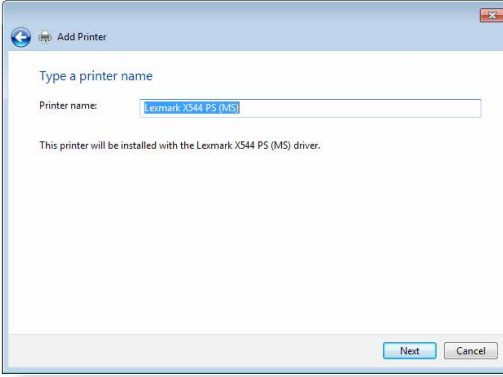 Add Printer
Type a printer name
Printer name: Lexmark X544 PS (MS)
This printer will be installed with the Lexmark X544 PS (MS) driver.
Next Cancel